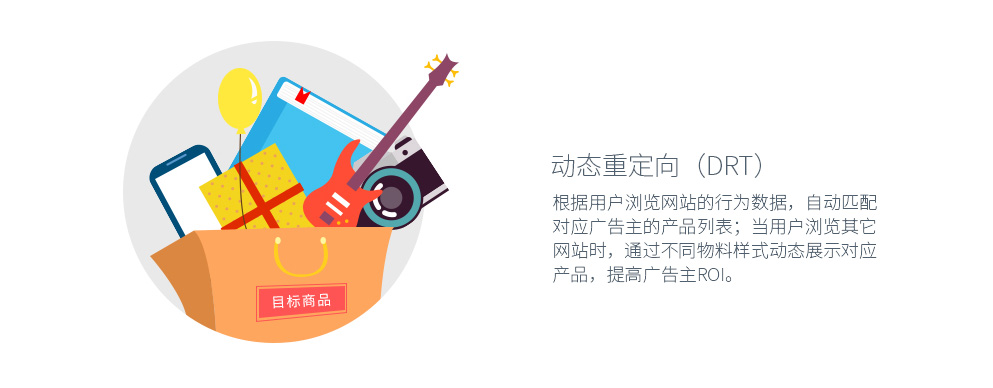 目标商品
动态重定向（DRT）
根据用户浏览网站的行为数据，自动匹配
对应广告主的产品列表；当用户浏览其它
网站时，通过不同物料样式动态展示对应
产品，提高广告主ROI。